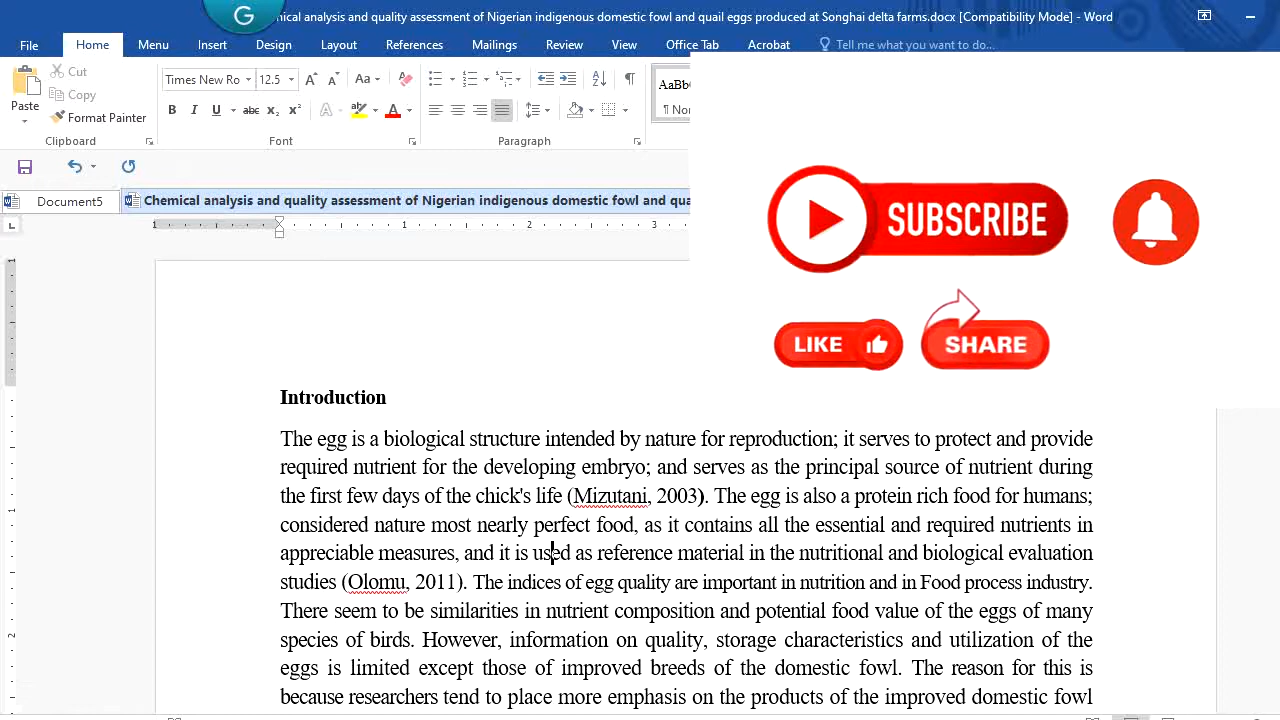 G
ical analysis and quality assessment of Nigerian indigenous domestic fowl and quail eggs produced at Songhai delta farms.docx [Compatibility Mode] - Word
File Home Menu Insert Design Layout References Mailings Review View Office Tab Acrobat Tell me what you want to do...
Paste
Cut
Copy
Format Painter
Clipboard
Times New Ro 12.5 A A Aa
B I U abc x₂ x² A ab A
Font
Paragraph
AaBb
¶ Nor
Document5 Chemical analysis and quality assessment of Nigerian indigenous domestic fowl and qua
1 1 2 3
SUBSCRIBE
LIKE SHARE
Introduction
The egg is a biological structure intended by nature for reproduction; it serves to protect and provide
required nutrient for the developing embryo; and serves as the principal source of nutrient during
the first few days of the chick's life (Mizutani, 2003). The egg is also a protein rich food for humans;
considered nature most nearly perfect food, as it contains all the essential and required nutrients in
appreciable measures, and it is used as reference material in the nutritional and biological evaluation
studies (Olomu, 2011). The indices of egg quality are important in nutrition and in Food process industry.
There seem to be similarities in nutrient composition and potential food value of the eggs of many
species of birds. However, information on quality, storage characteristics and utilization of the
eggs is limited except those of improved breeds of the domestic fowl. The reason for this is
because researchers tend to place more emphasis on the products of the improved domestic fowl
1
2